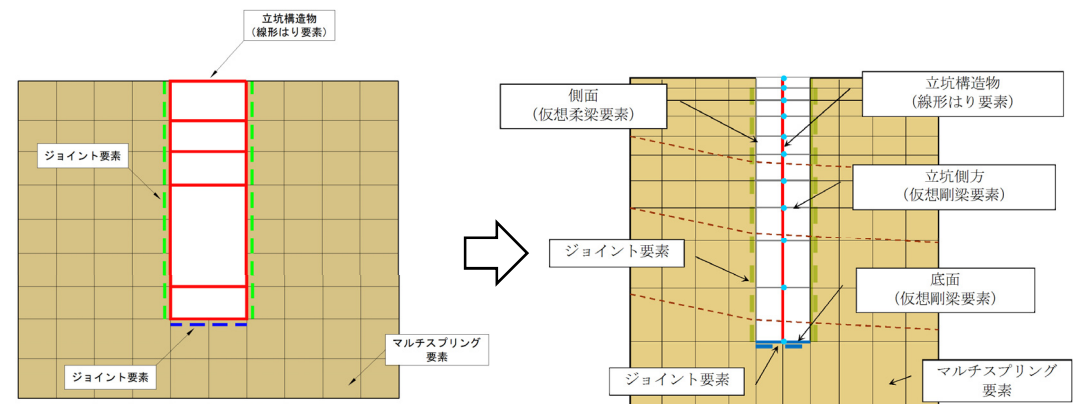 立坑構造物
（線形はり要素）
ジョイント要素
ジョイント要素
マルチスプリング
要素
側面
（仮想柔梁要素）
立坑構造物
（線形はり要素）
立坑側方
（仮想剛梁要素）
ジョイント要素
底面
（仮想剛梁要素）
ジョイント要素
マルチスプリング
要素